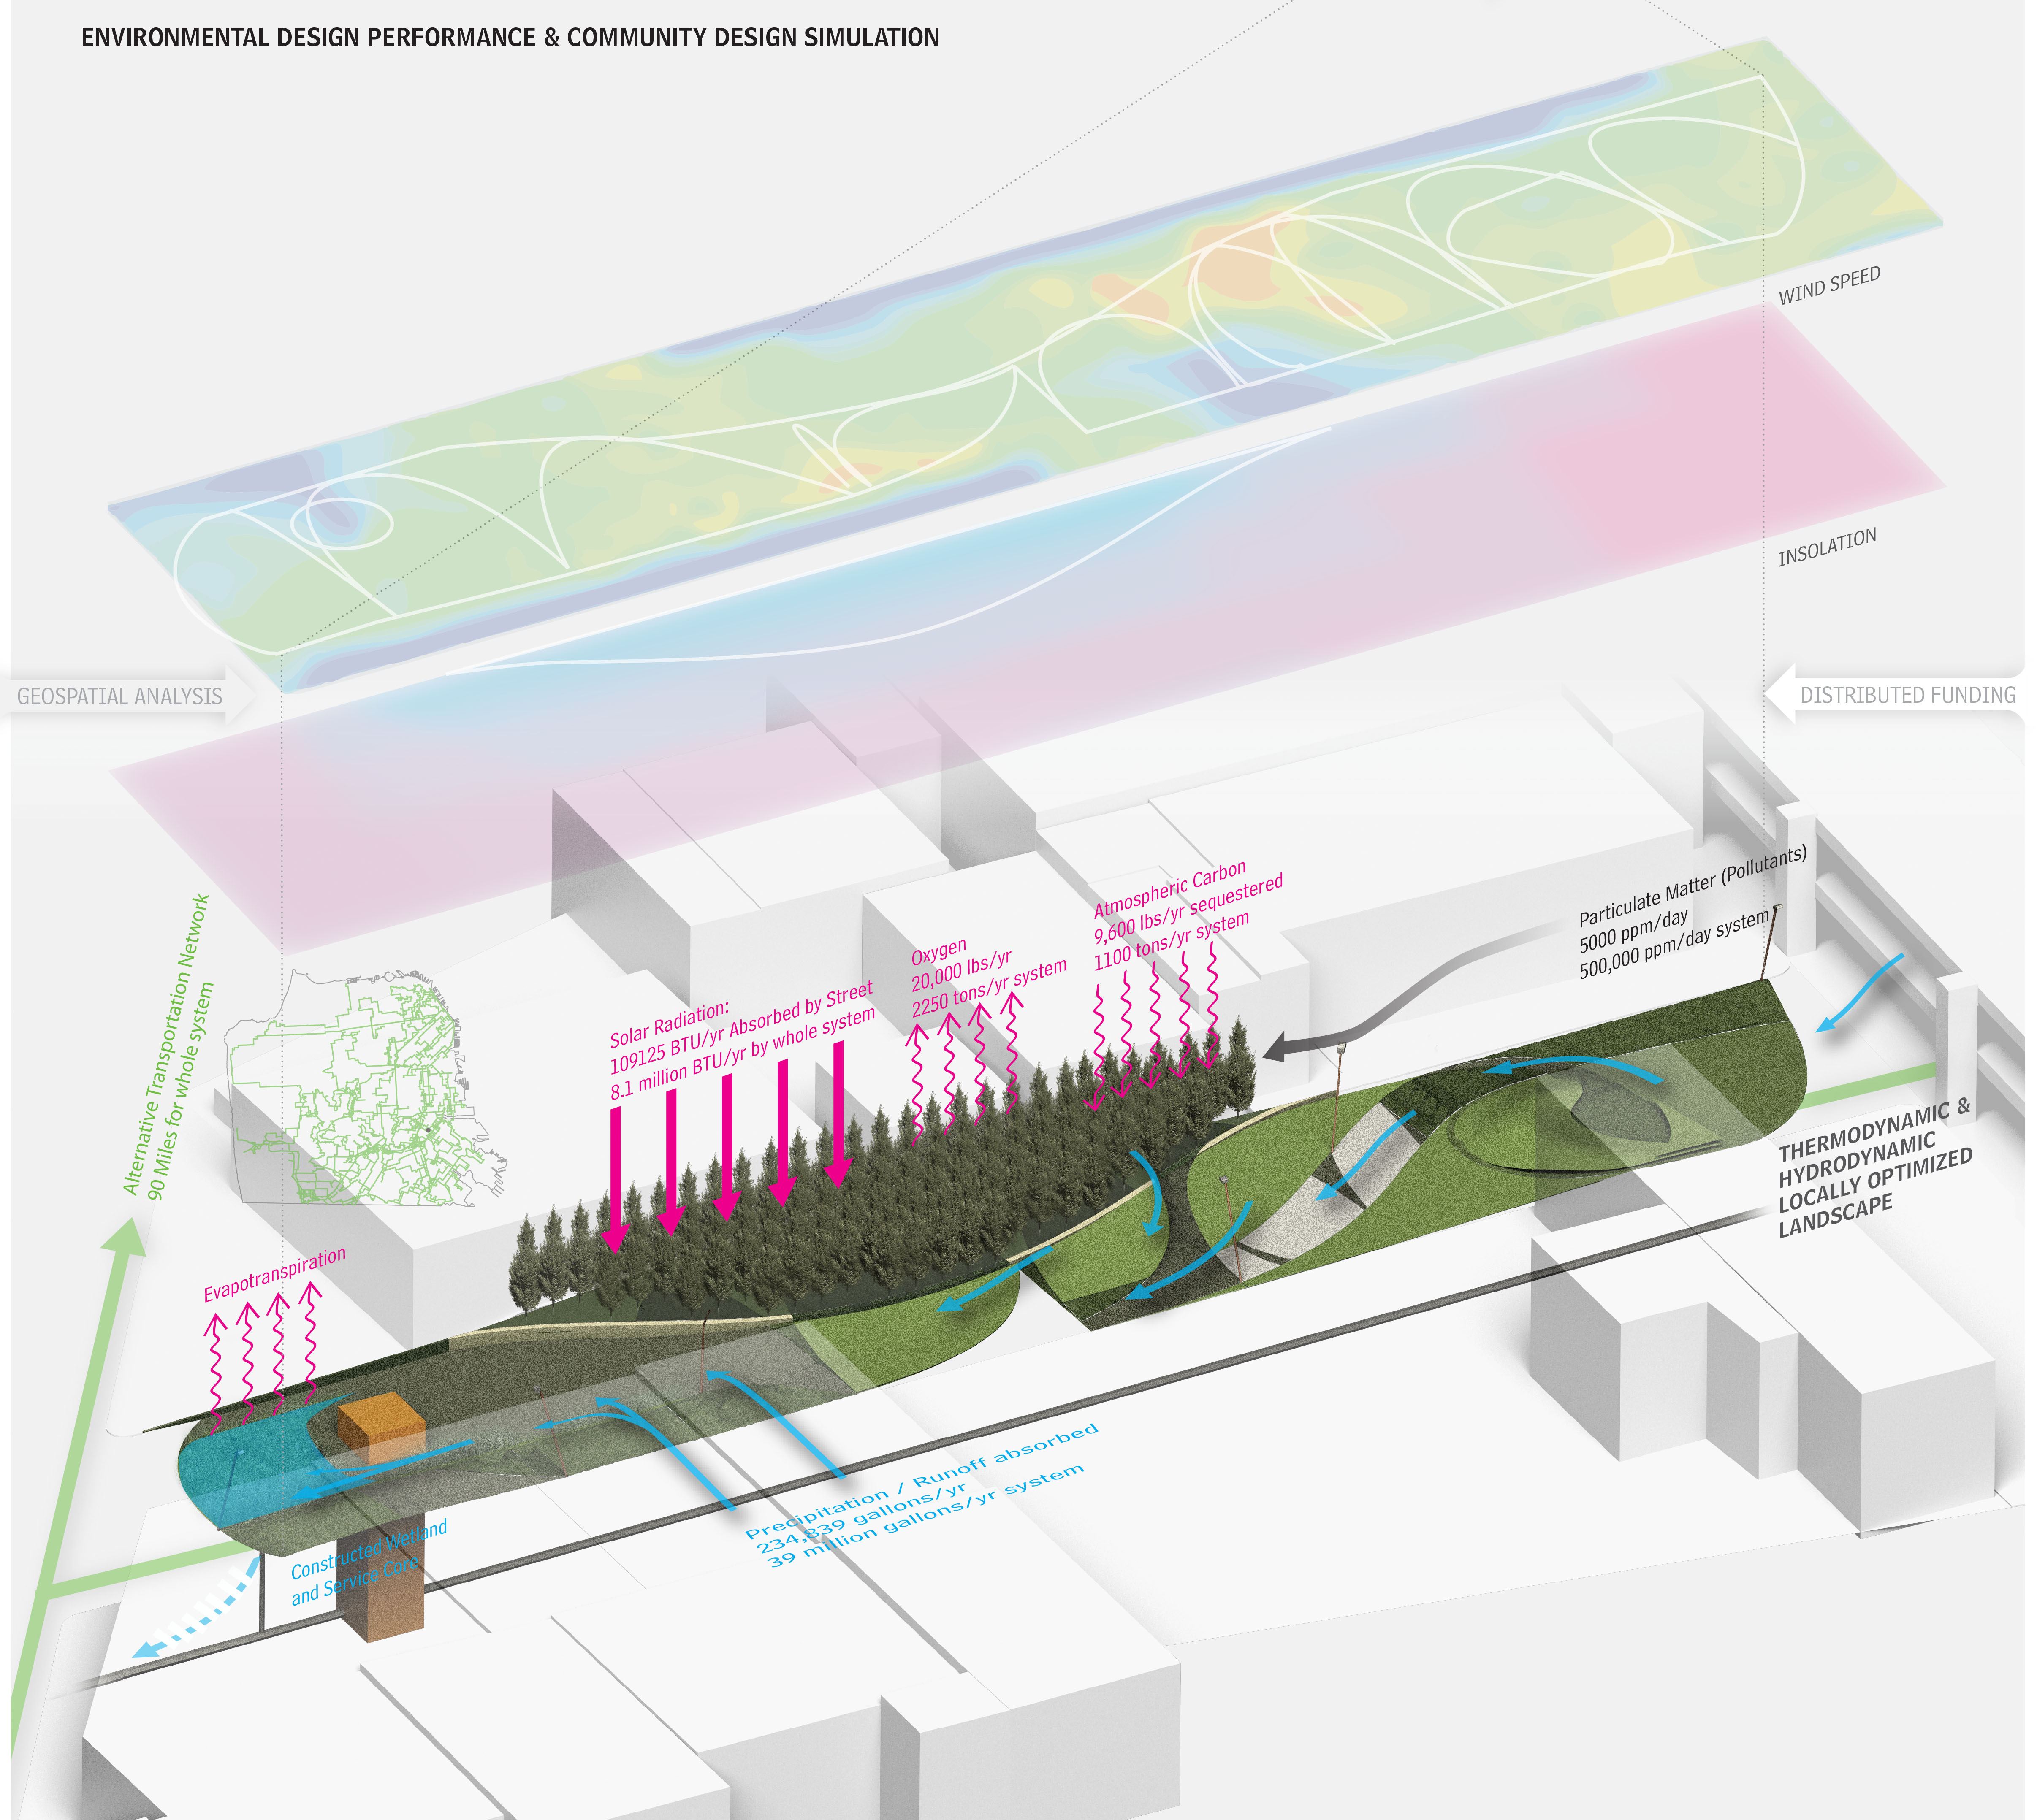 ENVIRONMENTAL DESIGN PERFORMANCE & COMMUNITY DESIGN SIMULATION
WIND SPEED
INSOLATION
GEOSPATIAL ANALYSIS
DISTRIBUTED FUNDING
Alternative Transportation Network
90 Miles for whole system
Solar Radiation:
109125 BTU/yr Absorbed by Street
8.1 million BTU/yr by whole system
Oxygen
20,000 lbs/yr
2250 tons/yr system
Atmospheric Carbon
9,600 lbs/yr sequestered
1100 tons/yr system
Particulate Matter (Pollutants)
5000 ppm/day
500,000 ppm/day system
THERMODYNAMIC &
HYDRODYNAMIC
LOCALLY OPTIMIZED
LANDSCAPE
Evapotranspiration
Precipitation / Runoff absorbed
234,839 gallons/yr
39 million gallons/yr system
Constructed Wetland
and Service Core